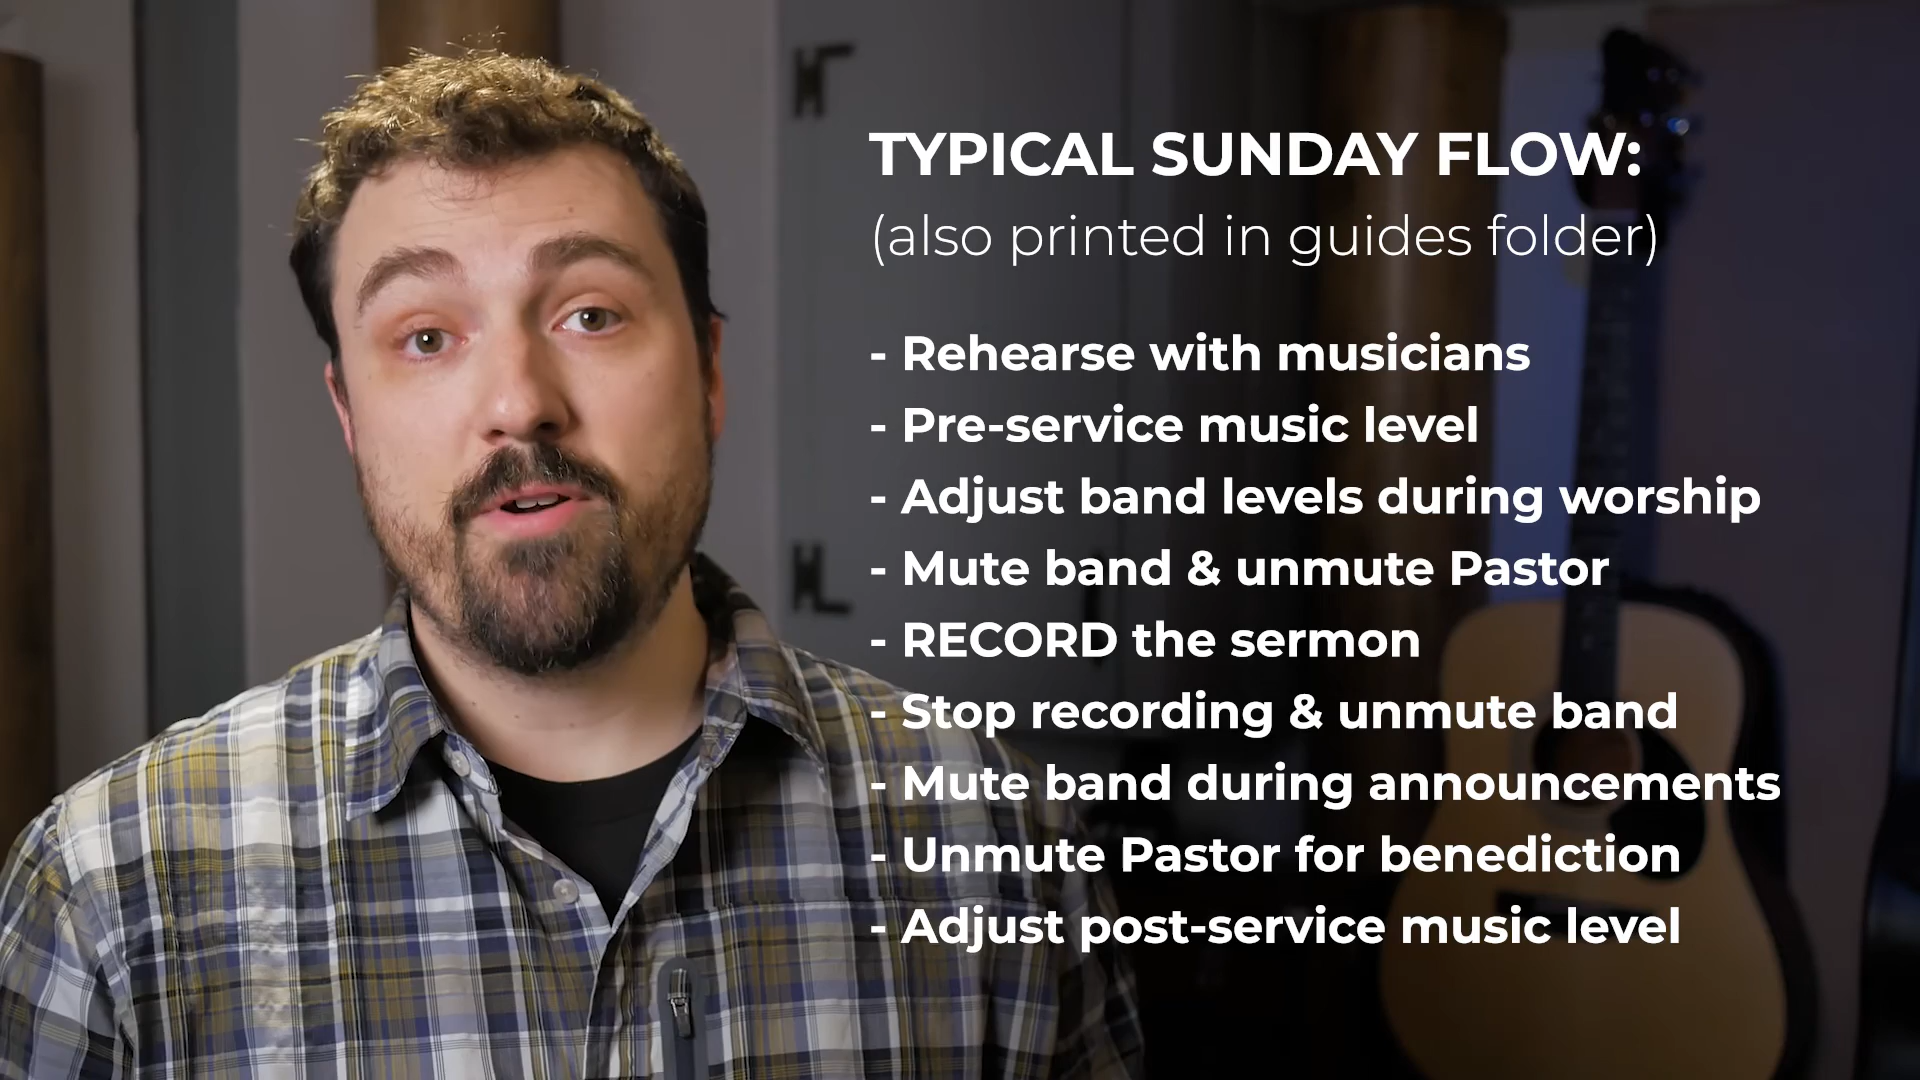 TYPICAL SUNDAY FLOW:
(also printed in guides folder)
- Rehearse with musicians
- Pre-service music level
- Adjust band levels during worship
- Mute band & unmute Pastor
- RECORD the sermon
- Stop recording & unmute band
- Mute band during announcements
- Unmute Pastor for benediction
- Adjust post-service music level